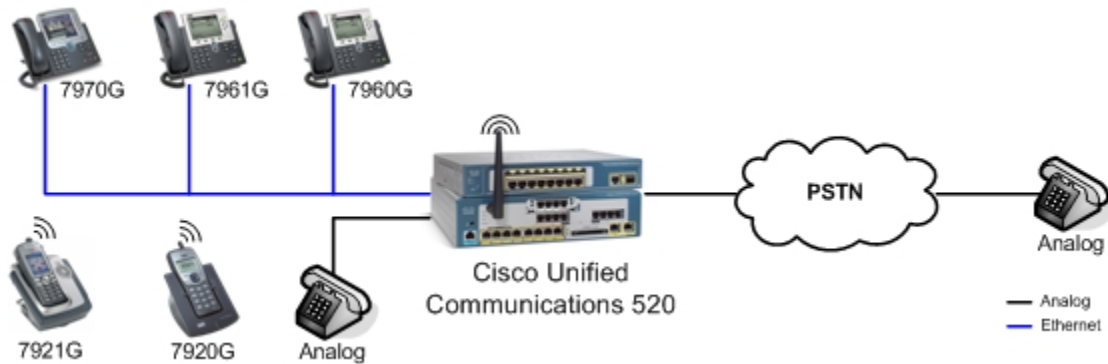 7970G
7961G
7960G
PSTN
Analog
Cisco Unified
Communications 520
7921G
7920G
Analog
Analog
Ethernet